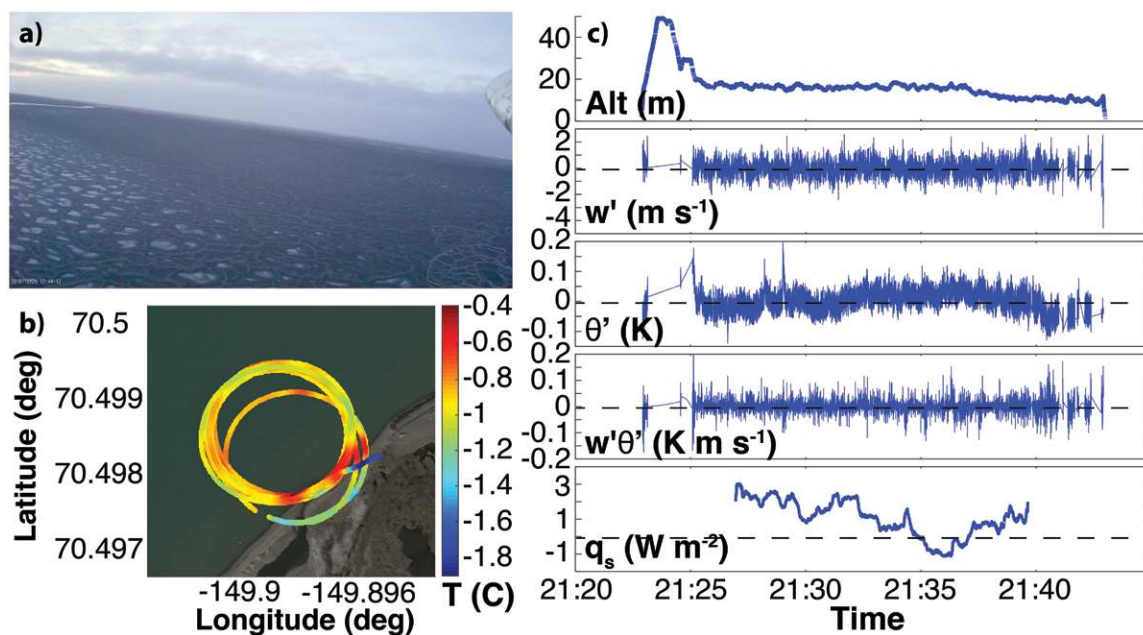 a)
b)
70.5
70.499
70.498
70.497
Latitude (deg)
-149.9 -149.896
Longitude (deg)
-0.4
-0.6
-0.8
-1
-1.2
-1.4
-1.6
-1.8
T (C)
c)
40
20
0
Alt (m)
2
0
-2
-4
w' (m s⁻¹)
0.2
0.1
0
-0.1
θ' (K)
0.2
0.1
0
-0.1
-0.2
w'θ' (K m s⁻¹)
3
1
-1
qₛ (W m⁻²)
21:20 21:25 21:30 21:35 21:40
Time